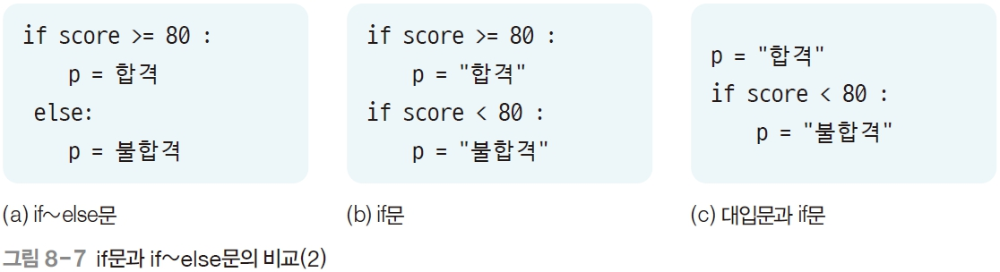 if score >= 80 :
p = 합격
else:
p = 불합격
(a) if~else문
if score >= 80 :
p = "합격"
if score < 80 :
p = "불합격"
(b) if문
p = "합격"
if score < 80 :
p = "불합격"
(c) 대입문과 if문
그림 8-7 if문과 if~else문의 비교(2)